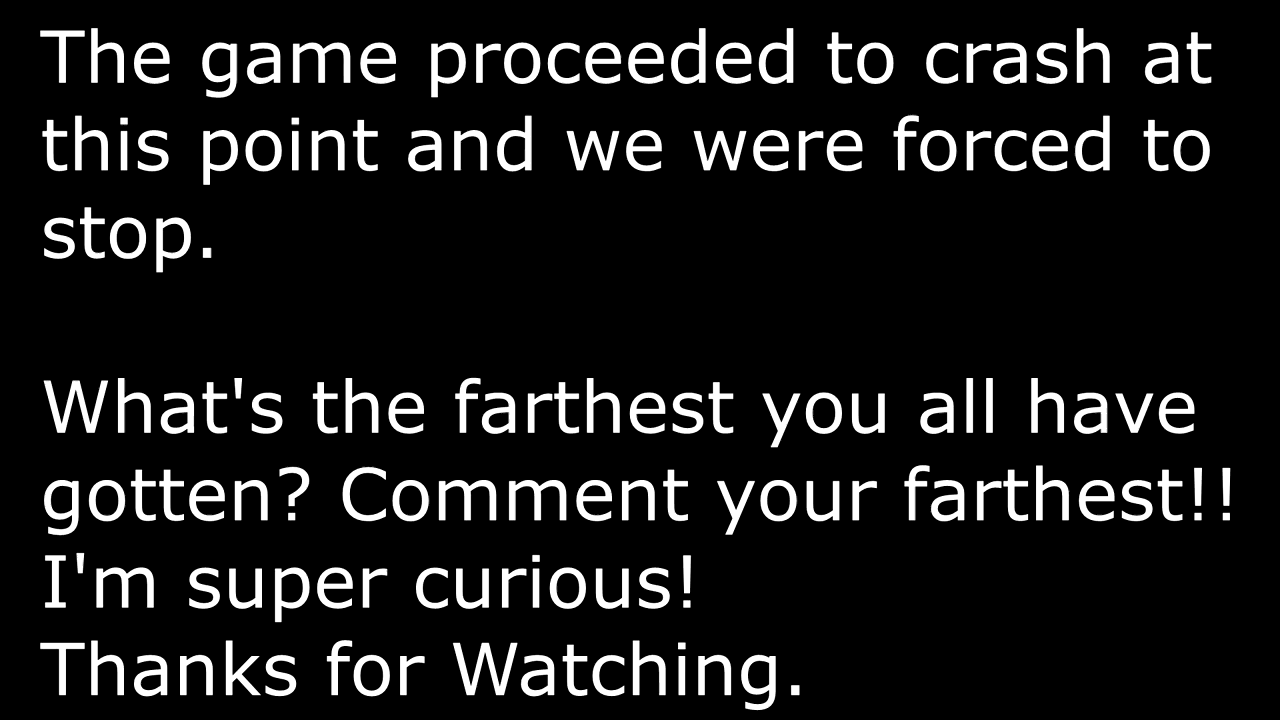 The game proceeded to crash at
this point and we were forced to
stop.
What's the farthest you all have
gotten? Comment your farthest!!
I'm super curious!
Thanks for Watching.